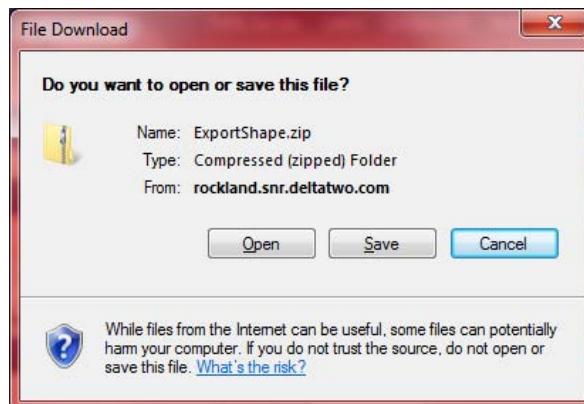 File Download
Do you want to open or save this file?
Name: ExportShape.zip
Type: Compressed (zipped) Folder
From: rockland.snr.deltatwo.com
Open Save Cancel
While files from the Internet can be useful, some files can potentially
harm your computer. If you do not trust the source, do not open or
save this file. What's the risk?